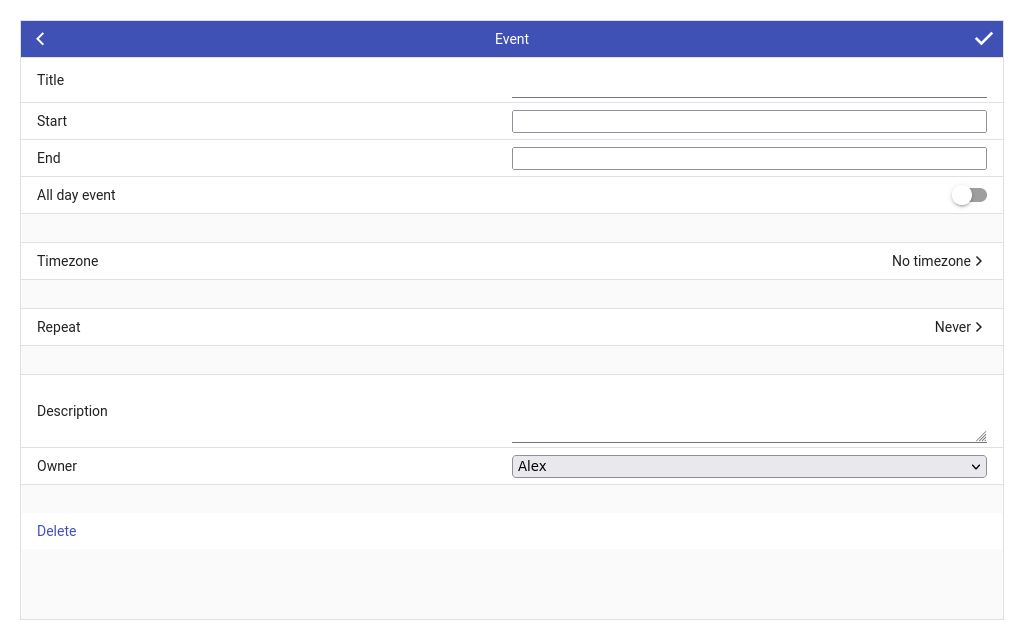 Event
Title
Start
End
All day event
Timezone No timezone
Repeat Never
Description
Owner Alex
Delete